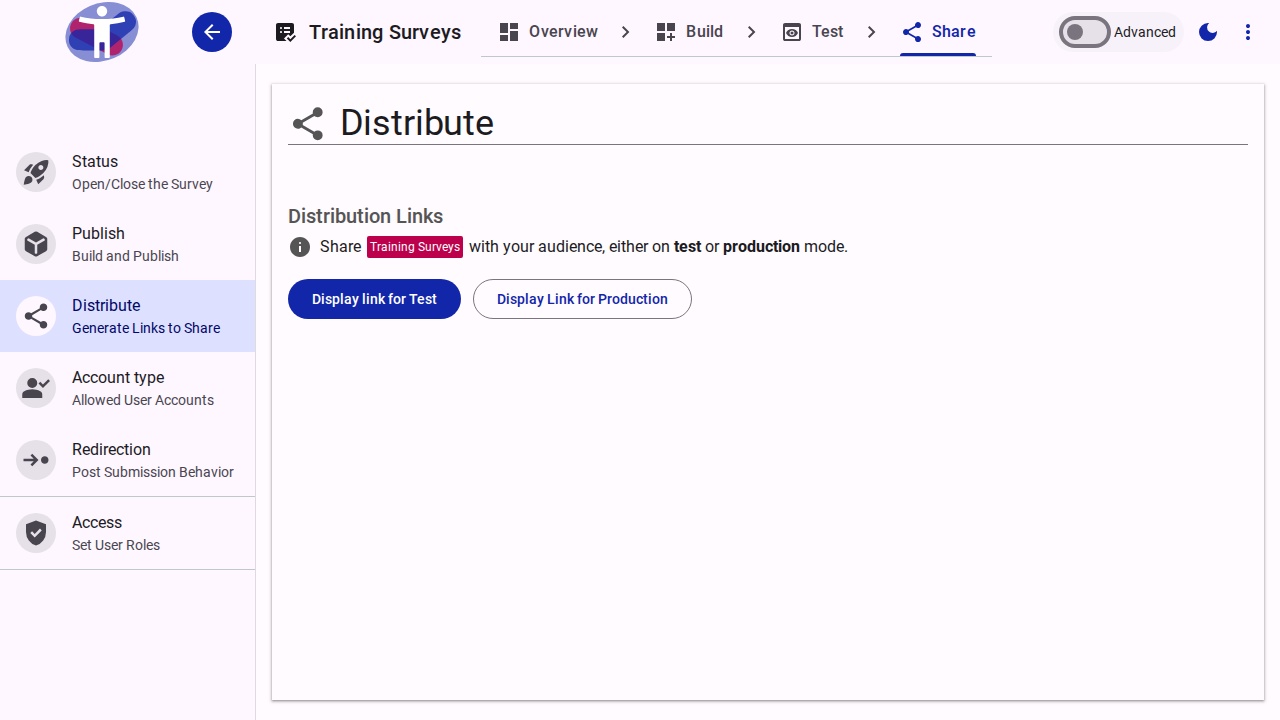 Training Surveys
Overview
Build
Test
Share
Advanced
Status
Open/Close the Survey
Publish
Build and Publish
Distribute
Generate Links to Share
Account type
Allowed User Accounts
Redirection
Post Submission Behavior
Access
Set User Roles
Distribute
Distribution Links
Share Training Surveys with your audience, either on test or production mode.
Display link for Test
Display Link for Production